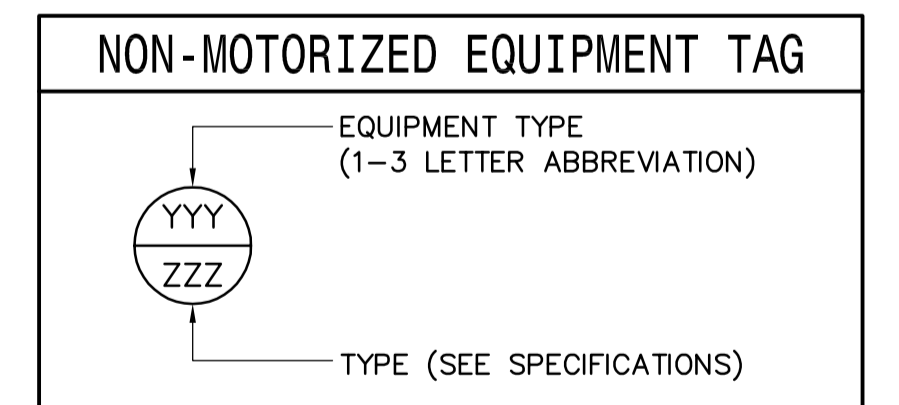 NON-MOTORIZED EQUIPMENT TAG
EQUIPMENT TYPE
(1-3 LETTER ABBREVIATION)
YYY
ZZZ
TYPE (SEE SPECIFICATIONS)